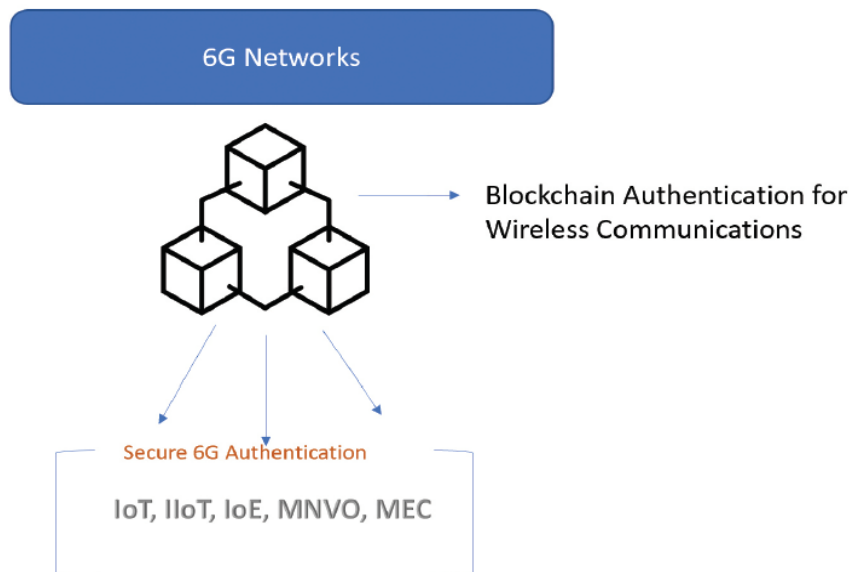 6G Networks
Blockchain Authentication for
Wireless Communications
Secure 6G Authentication
IoT, IIoT, IoE, MNVO, MEC